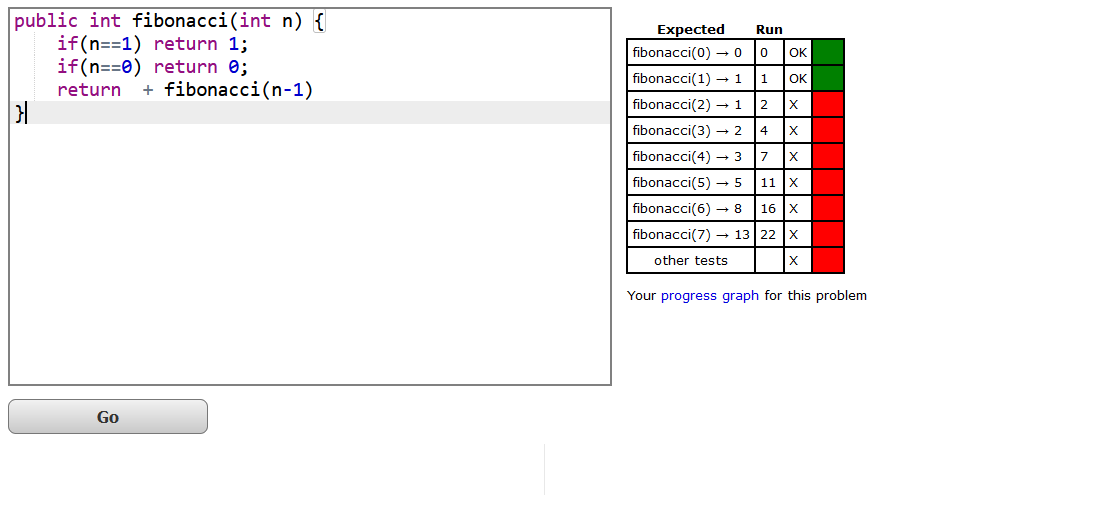 public int fibonacci(int n) {
    if(n==1) return 1;
    if(n==0) return 0;
    return  + fibonacci(n-1)
}
Go
Expected Run
fibonacci(0) → 0 0 OK
fibonacci(1) → 1 1 OK
fibonacci(2) → 1 2 X
fibonacci(3) → 2 4 X
fibonacci(4) → 3 7 X
fibonacci(5) → 5 11 X
fibonacci(6) → 8 16 X
fibonacci(7) → 13 22 X
other tests X
Your progress graph for this problem